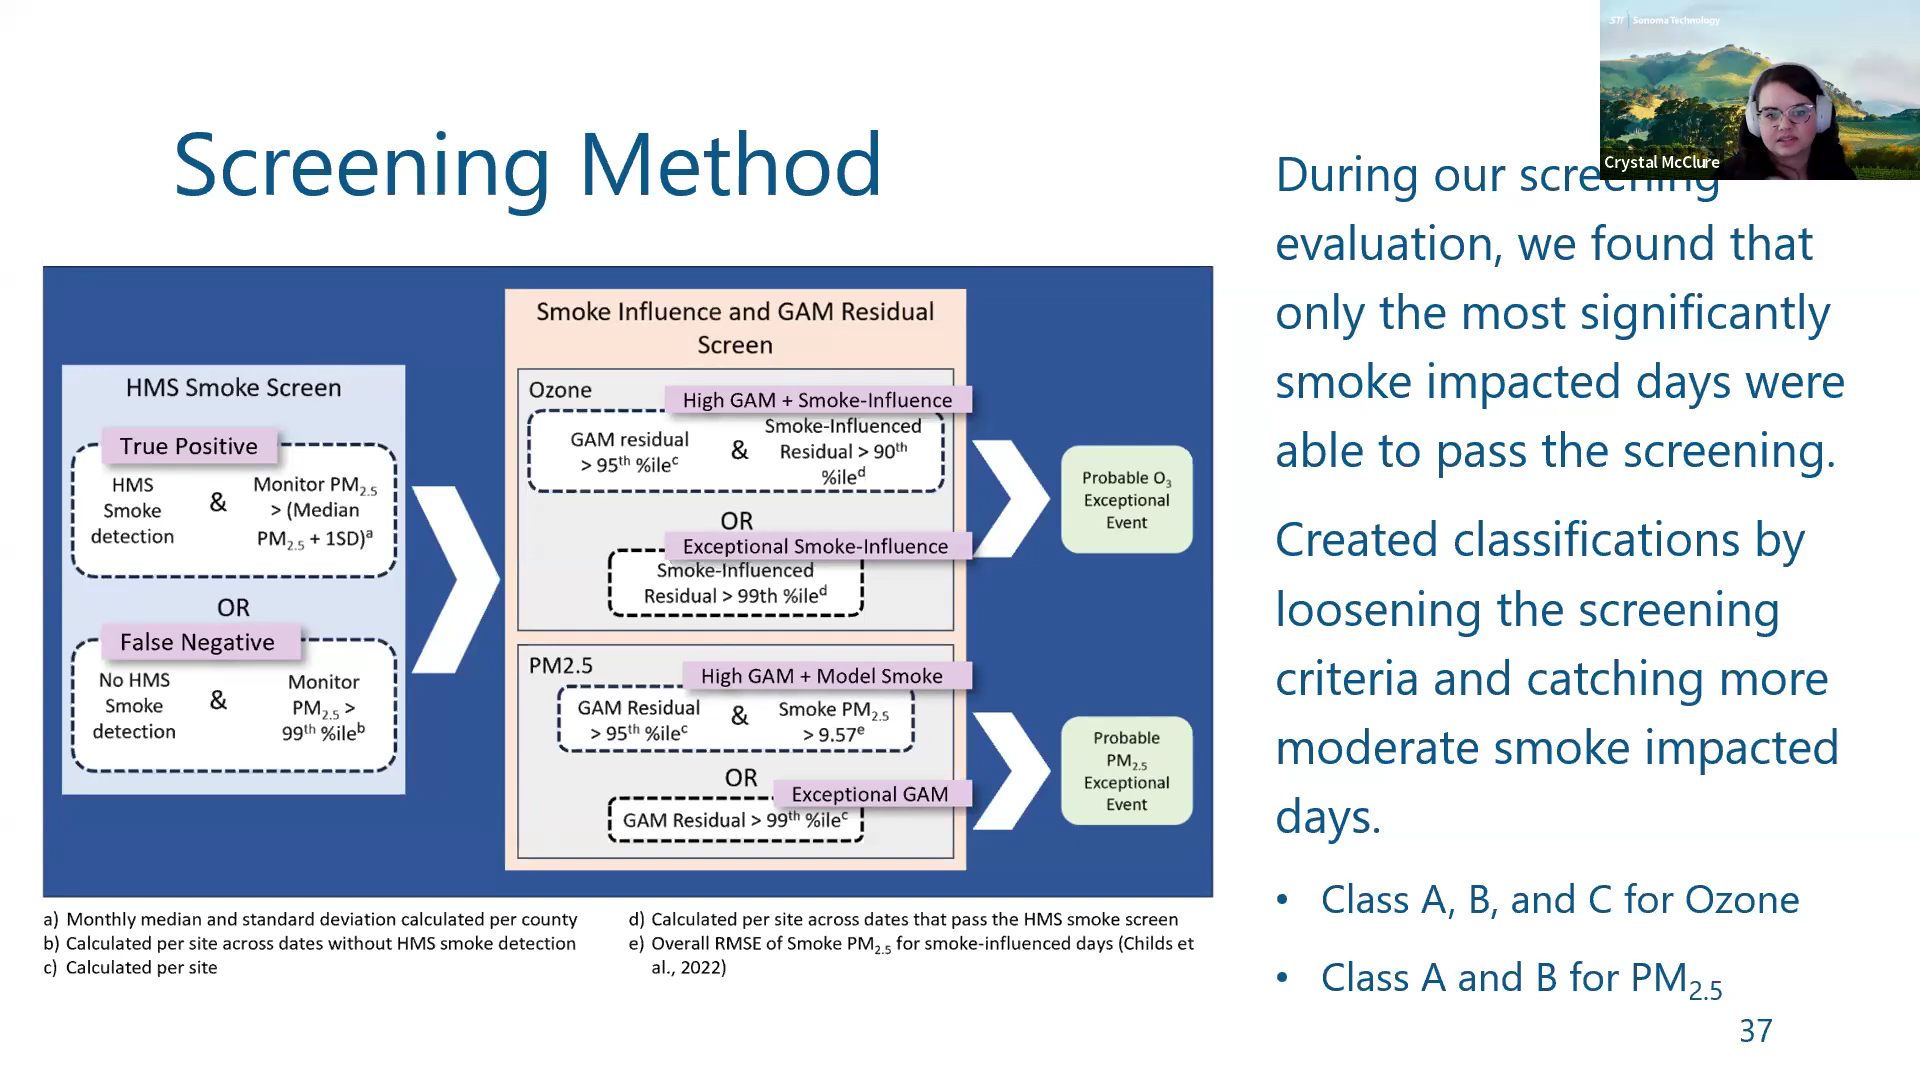 STI | Sonoma Technology
Crystal McClure
Screening Method
HMS Smoke Screen
True Positive
HMS
Smoke
detection
&
Monitor PM2.5
> (Median
PM2.5 + 1SD)a
OR
False Negative
No HMS
Smoke
detection
&
Monitor
PM2.5 >
99th %ileb
Smoke Influence and GAM Residual
Screen
Ozone
High GAM + Smoke-Influence
GAM residual
> 95th %ilec
&
Smoke-Influenced
Residual > 90th
%iled
OR
Exceptional Smoke-Influence
Smoke-Influenced
Residual > 99th %iled
PM2.5
High GAM + Model Smoke
GAM Residual
> 95th %ilec
&
Smoke PM2.5
> 9.57e
OR
Exceptional GAM
GAM Residual > 99th %ilec
Probable O3
Exceptional
Event
Probable
PM2.5
Exceptional
Event
a) Monthly median and standard deviation calculated per county
b) Calculated per site across dates without HMS smoke detection
c) Calculated per site
d) Calculated per site across dates that pass the HMS smoke screen
e) Overall RMSE of Smoke PM2.5 for smoke-influenced days (Childs et
al., 2022)
During our screening
evaluation, we found that
only the most significantly
smoke impacted days were
able to pass the screening.
Created classifications by
loosening the screening
criteria and catching more
moderate smoke impacted
days.
• Class A, B, and C for Ozone
• Class A and B for PM2.5
37